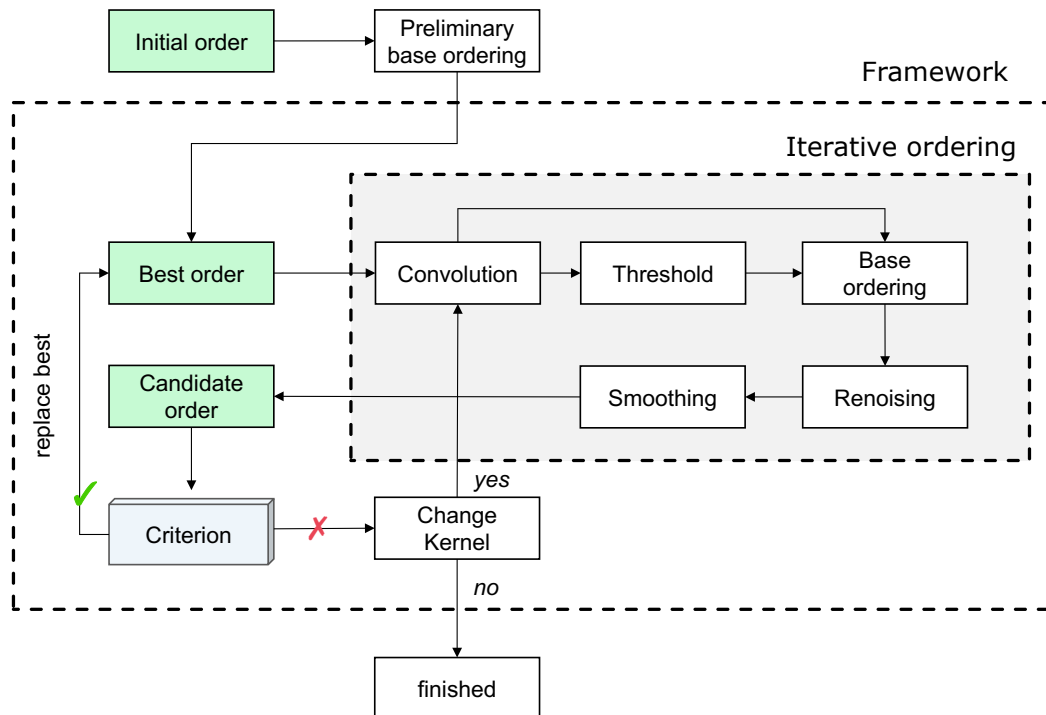 Initial order
Preliminary
base ordering
Framework
Iterative ordering
Best order
Convolution
Threshold
Base
ordering
replace best
Candidate
order
Smoothing
Renoising
yes
Criterion
Change
Kernel
no
finished